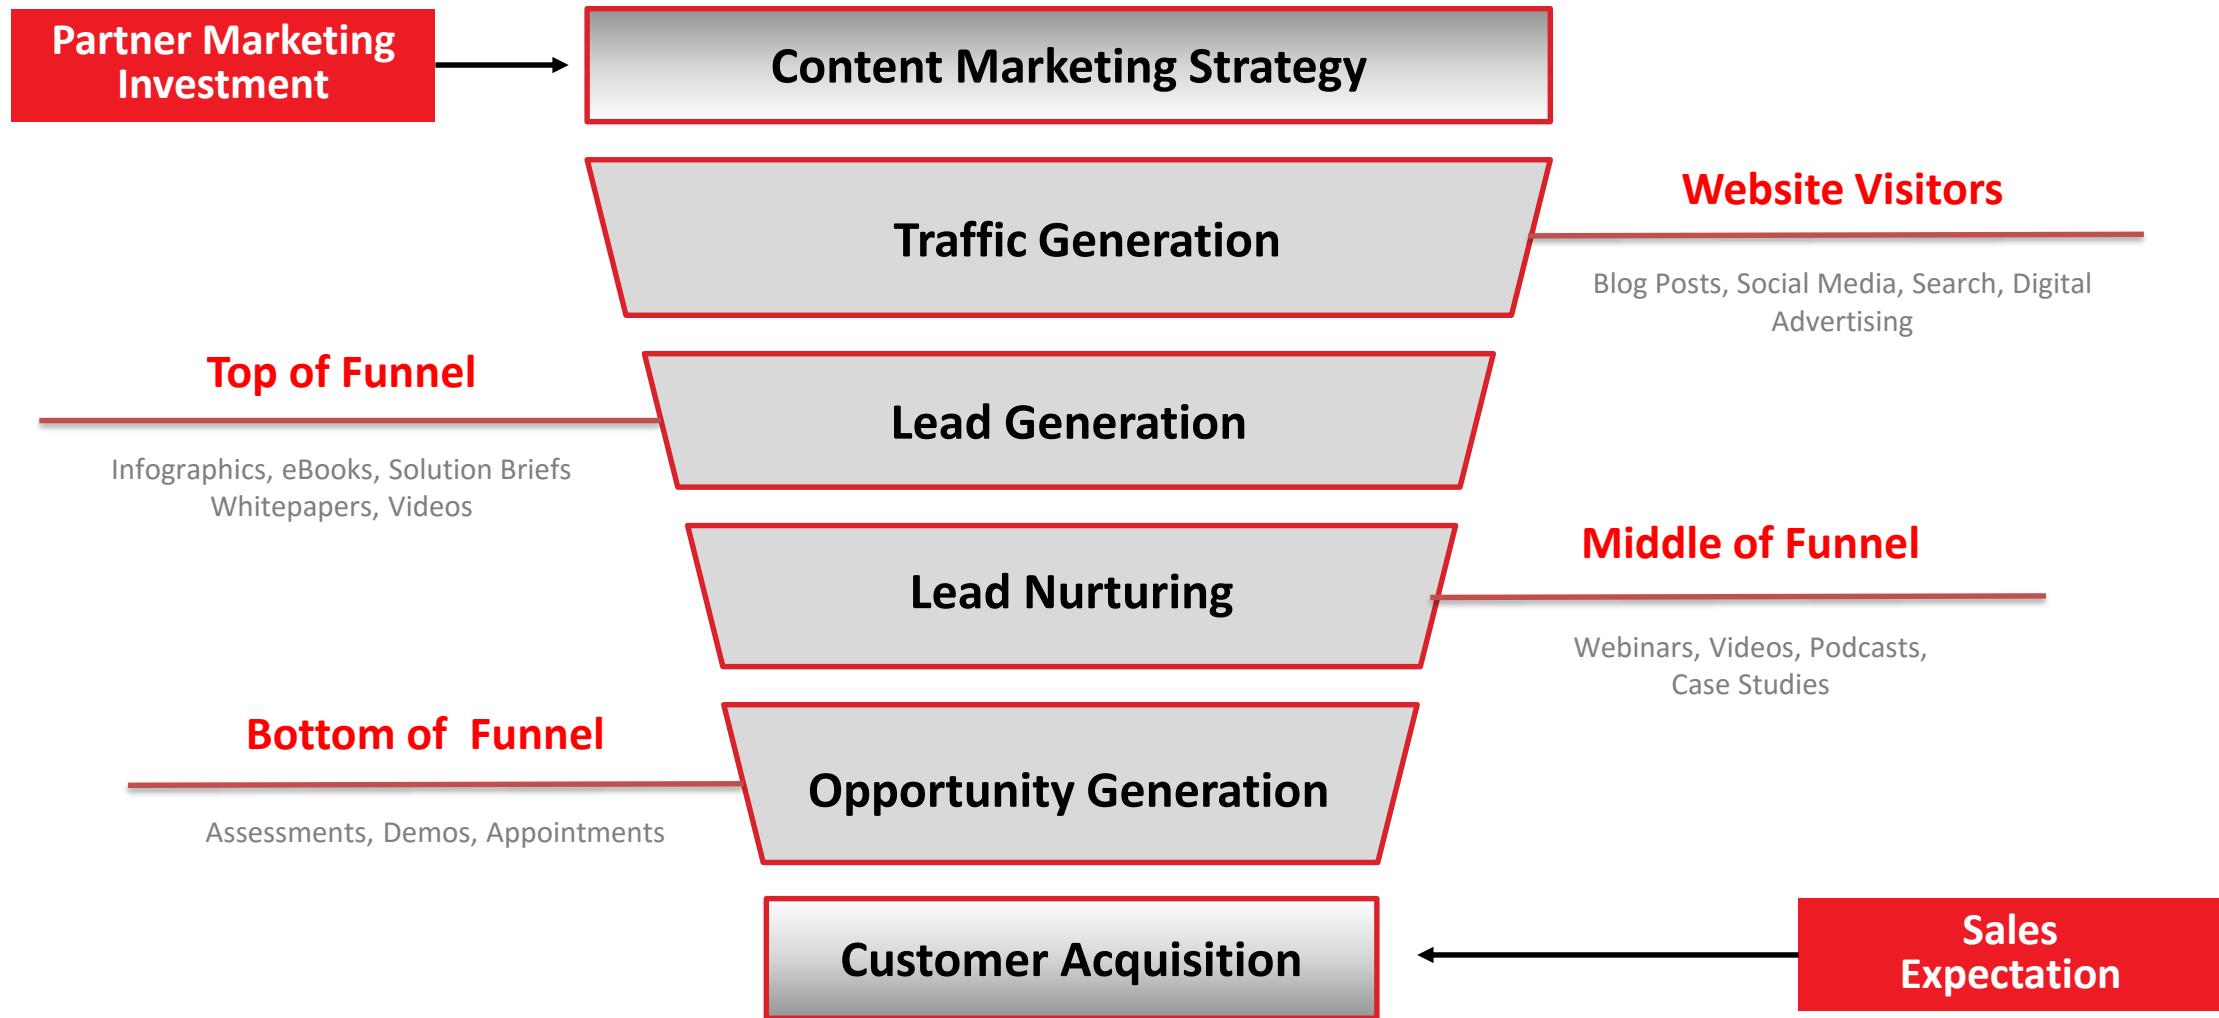 Partner Marketing
Investment
Content Marketing Strategy
Traffic Generation
Website Visitors
Blog Posts, Social Media, Search, Digital
Advertising
Top of Funnel
Lead Generation
Infographics, eBooks, Solution Briefs
Whitepapers, Videos
Middle of Funnel
Lead Nurturing
Webinars, Videos, Podcasts,
Case Studies
Bottom of  Funnel
Opportunity Generation
Assessments, Demos, Appointments
Customer Acquisition
Sales
Expectation